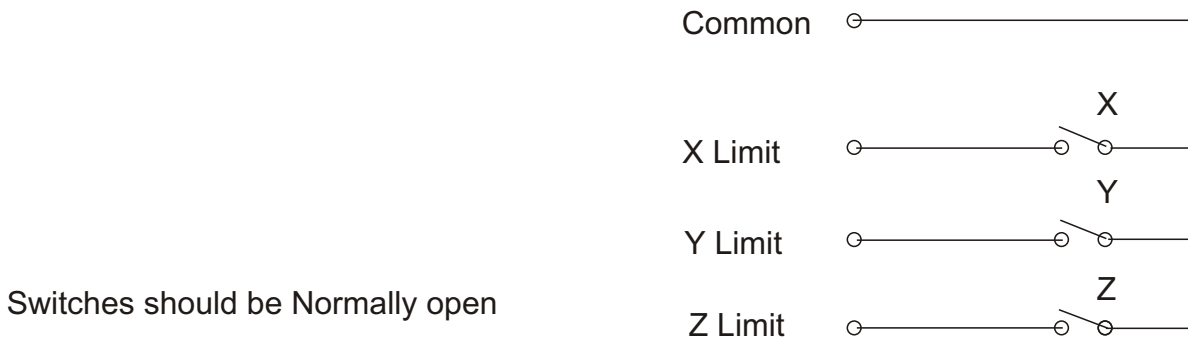 Common
X
X Limit
Y
Y Limit
Z
Switches should be Normally open
Z Limit